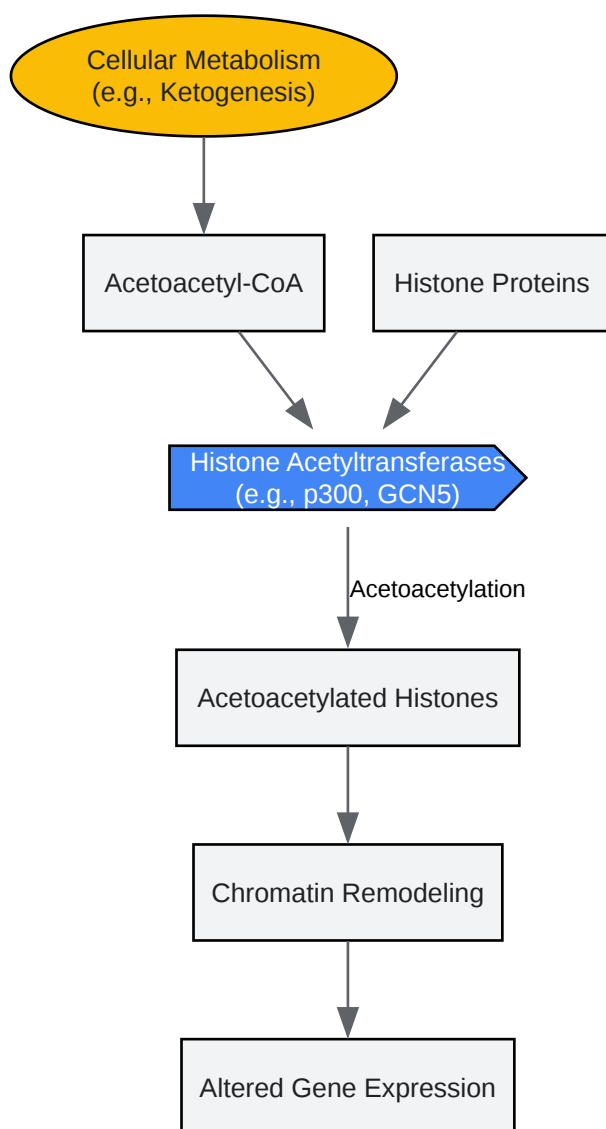 Cellular Metabolism
(e.g., Ketogenesis)
Acetoacetyl-CoA
Histone Proteins
Histone Acetyltransferases
(e.g., p300, GCN5)
Acetoacetylation
Acetoacetylated Histones
Chromatin Remodeling
Altered Gene Expression